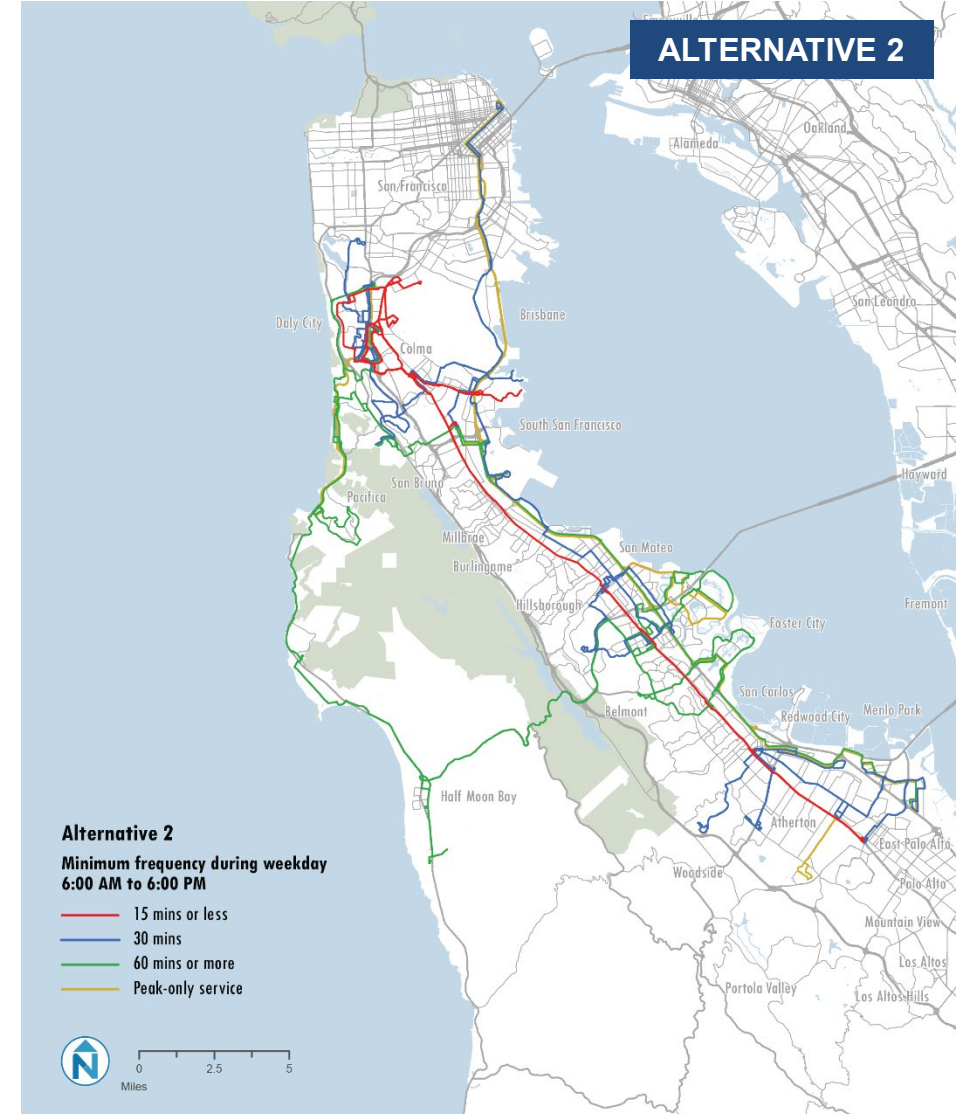 ALTERNATIVE 2
Oakland
Alameda
San Francisco
San Leandro
Daly City
Brisbane
Colma
South San Francisco
Hayward
San Bruno
Pacifica
Millbrae
San Mateo
Burlingame
Hillsborough
Fremont
Foster City
San Carlos
Belmont
Redwood City
Menlo Park
Half Moon Bay
Atherton
East Palo Alto
Woodside
Palo Alto
Mountain View
Los Altos
Portola Valley
Los Altos Hills
Alternative 2
Minimum frequency during weekday
6:00 AM to 6:00 PM
15 mins or less
30 mins
60 mins or more
Peak-only service
N
0 2.5 5
Miles